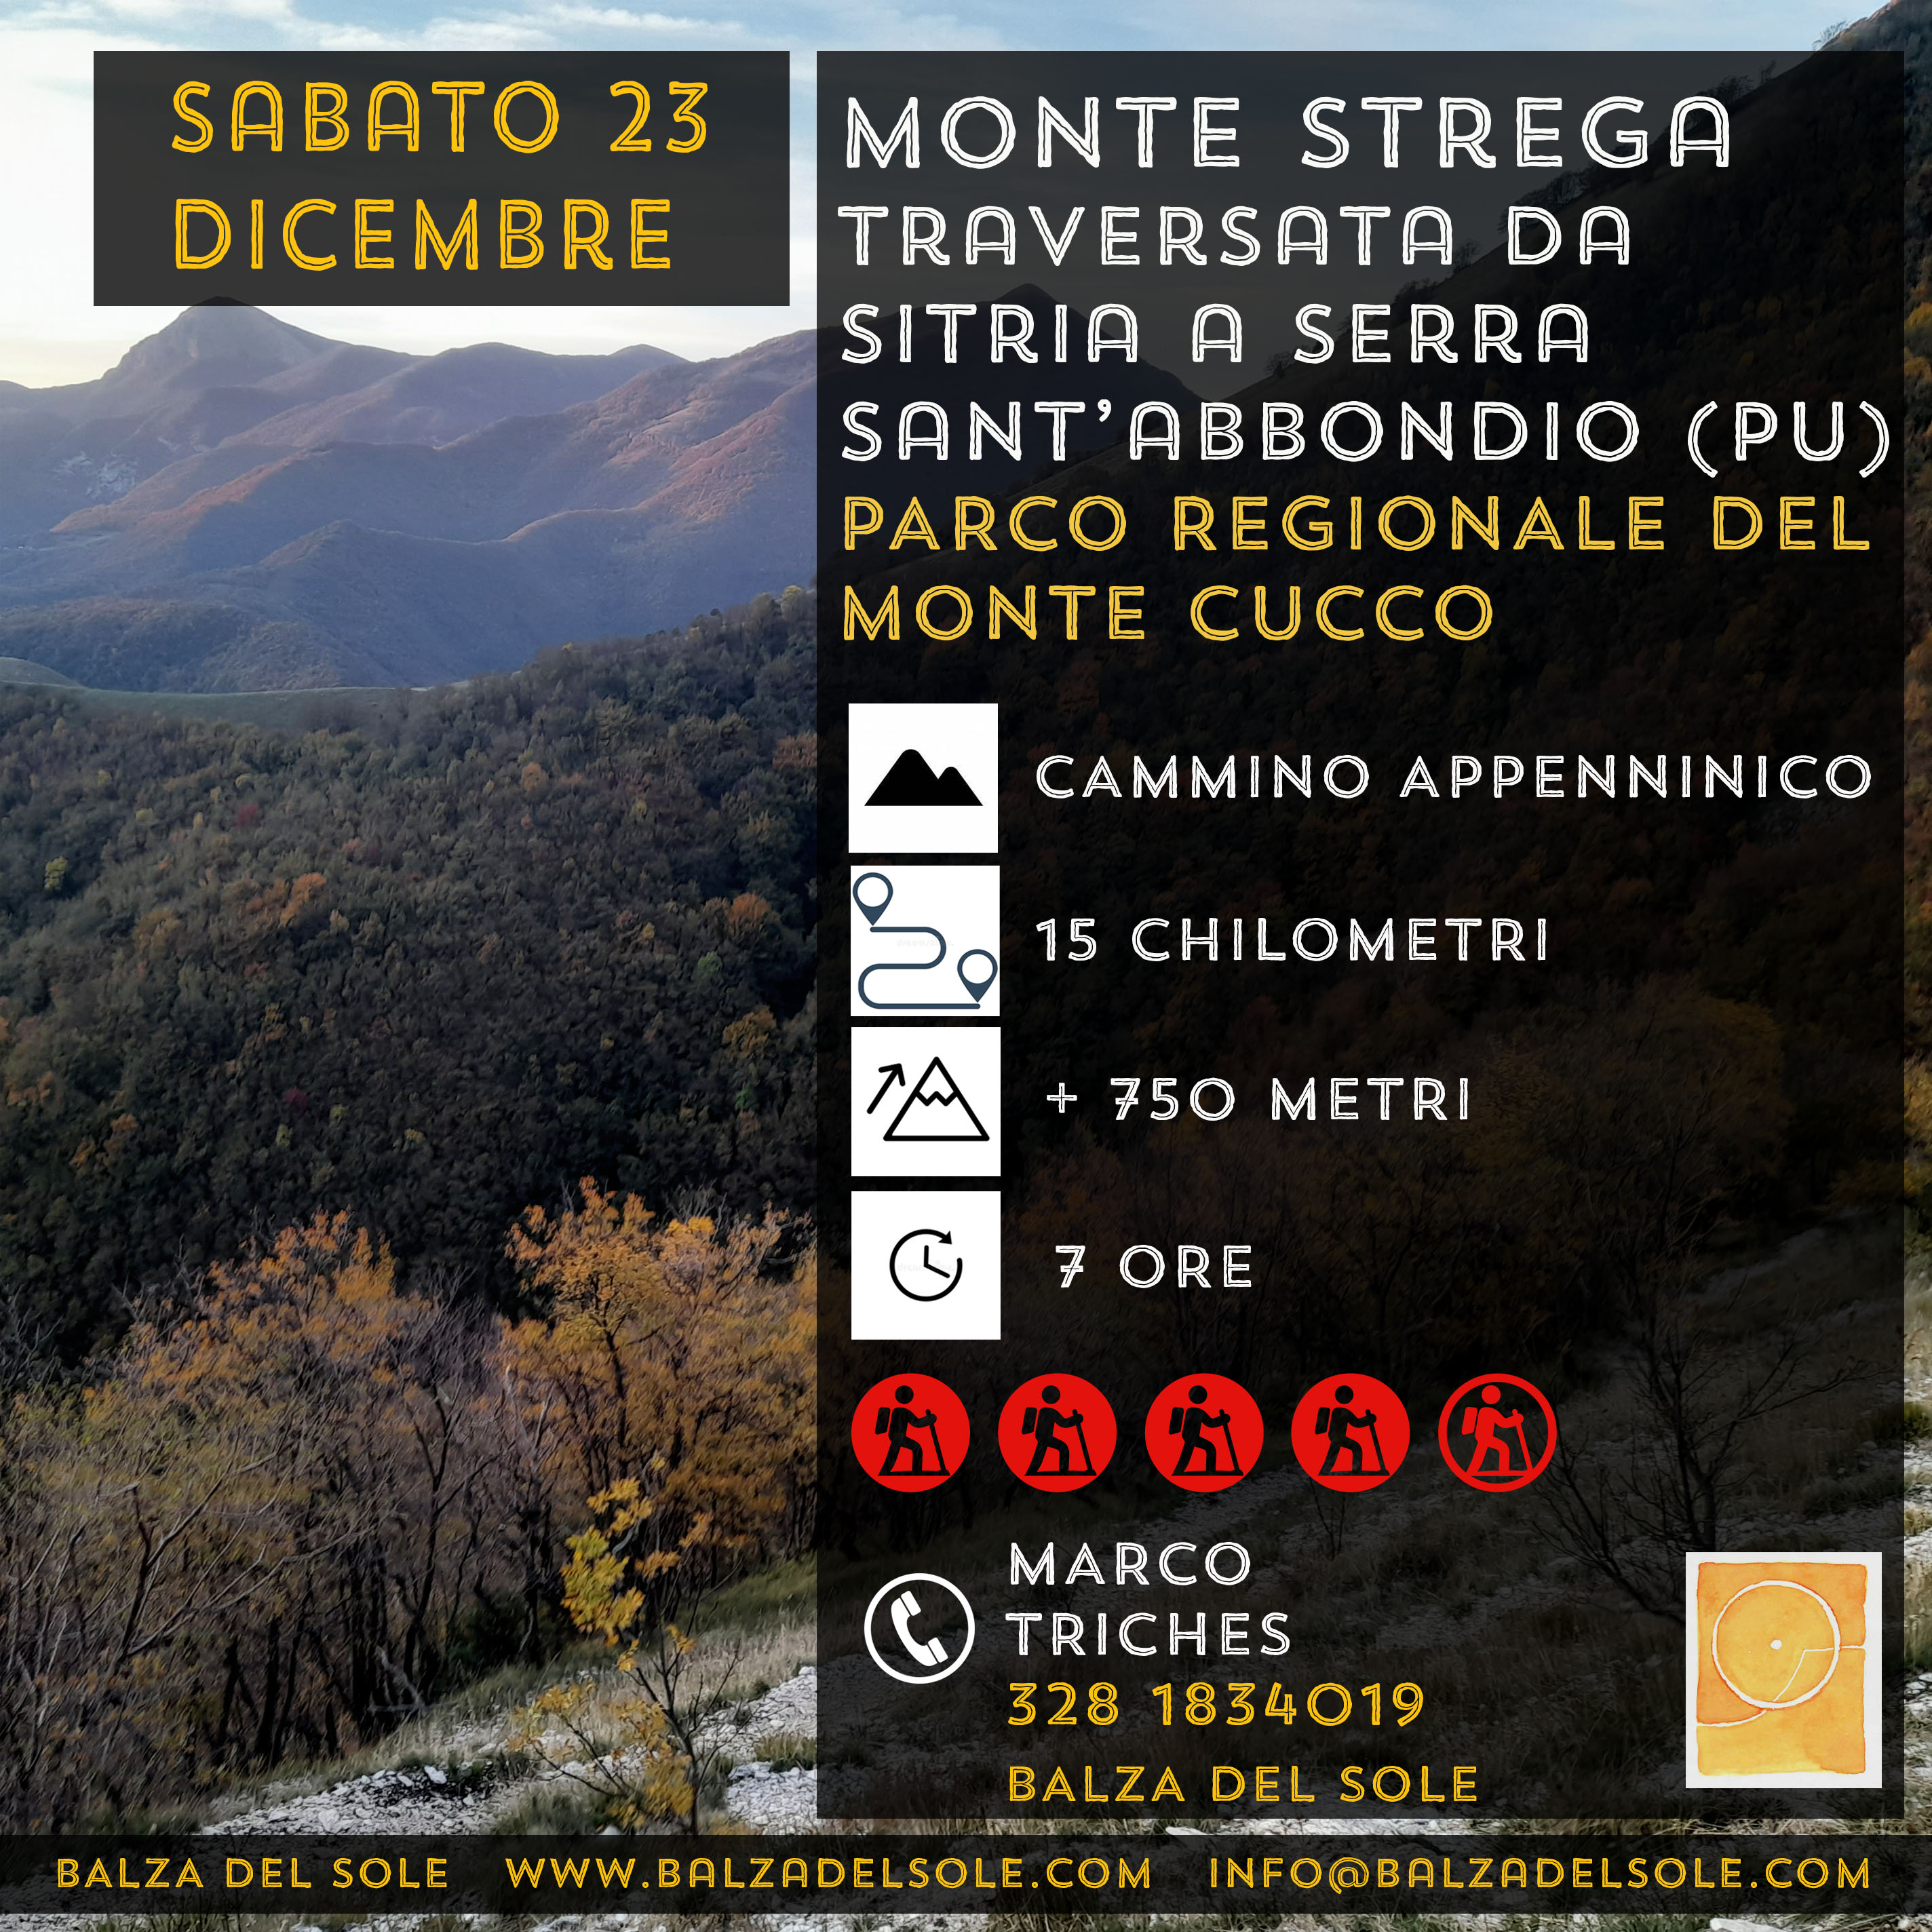 SABATO 23
DICEMBRE
MONTE STREGA
TRAVERSATA DA
SITRIA A SERRA
SANT'ABBONDIO (PU)
PARCO REGIONALE DEL
MONTE CUCCO
CAMMINO APPENNINICO
15 CHILOMETRI
+ 750 METRI
7 ORE
MARCO
TRICHES
328 1834019
BALZA DEL SOLE
BALZA DEL SOLE WWW.BALZADELSOLE.COM INFO@BALZADELSOLE.COM